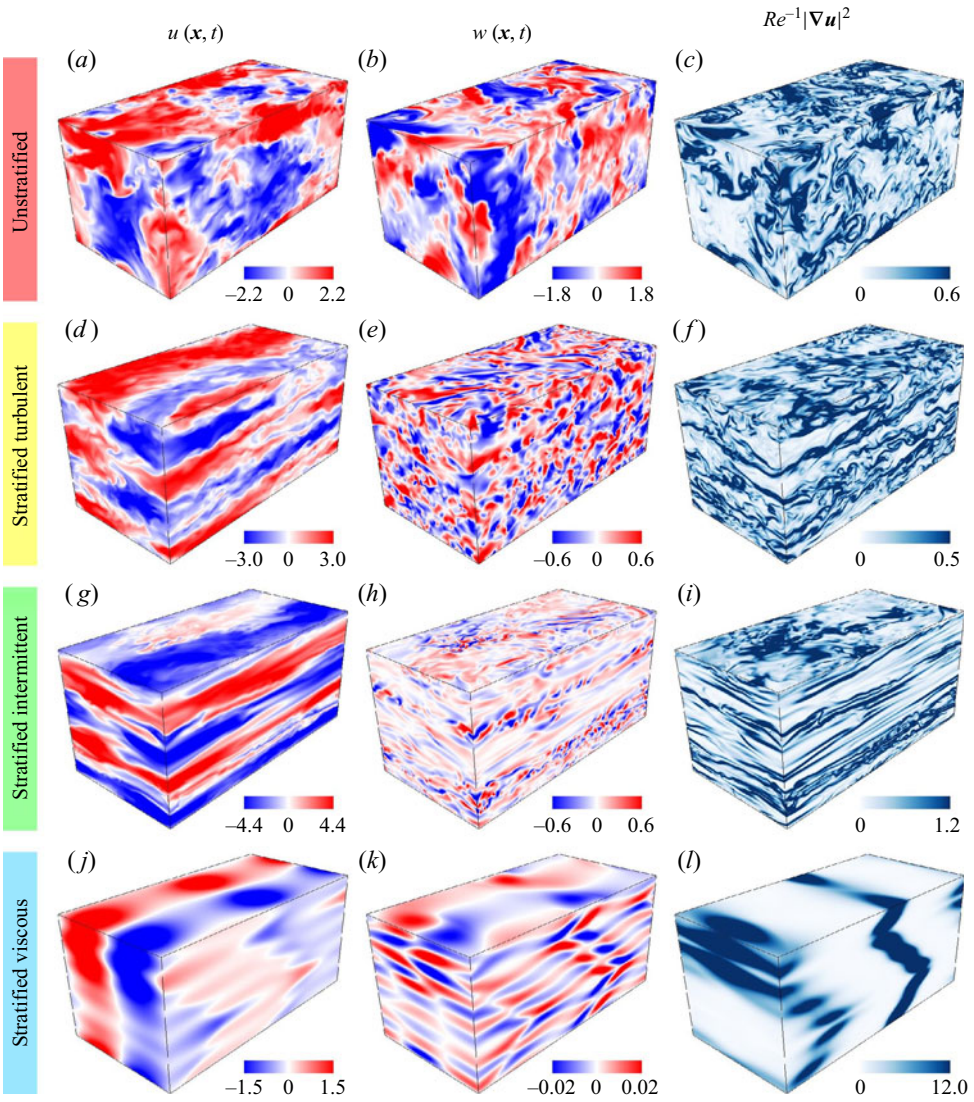 u (x, t) w (x, t) Re⁻¹|∇u|²
Unstratified
(a) (b) (c)
−2.2 0 2.2 −1.8 0 1.8 0 0.6
Stratified turbulent
(d) (e) (f)
−3.0 0 3.0 −0.6 0 0.6 0 0.5
Stratified intermittent
(g) (h) (i)
−4.4 0 4.4 −0.6 0 0.6 0 1.2
Stratified viscous
(j) (k) (l)
−1.5 0 1.5 −0.02 0 0.02 0 12.0